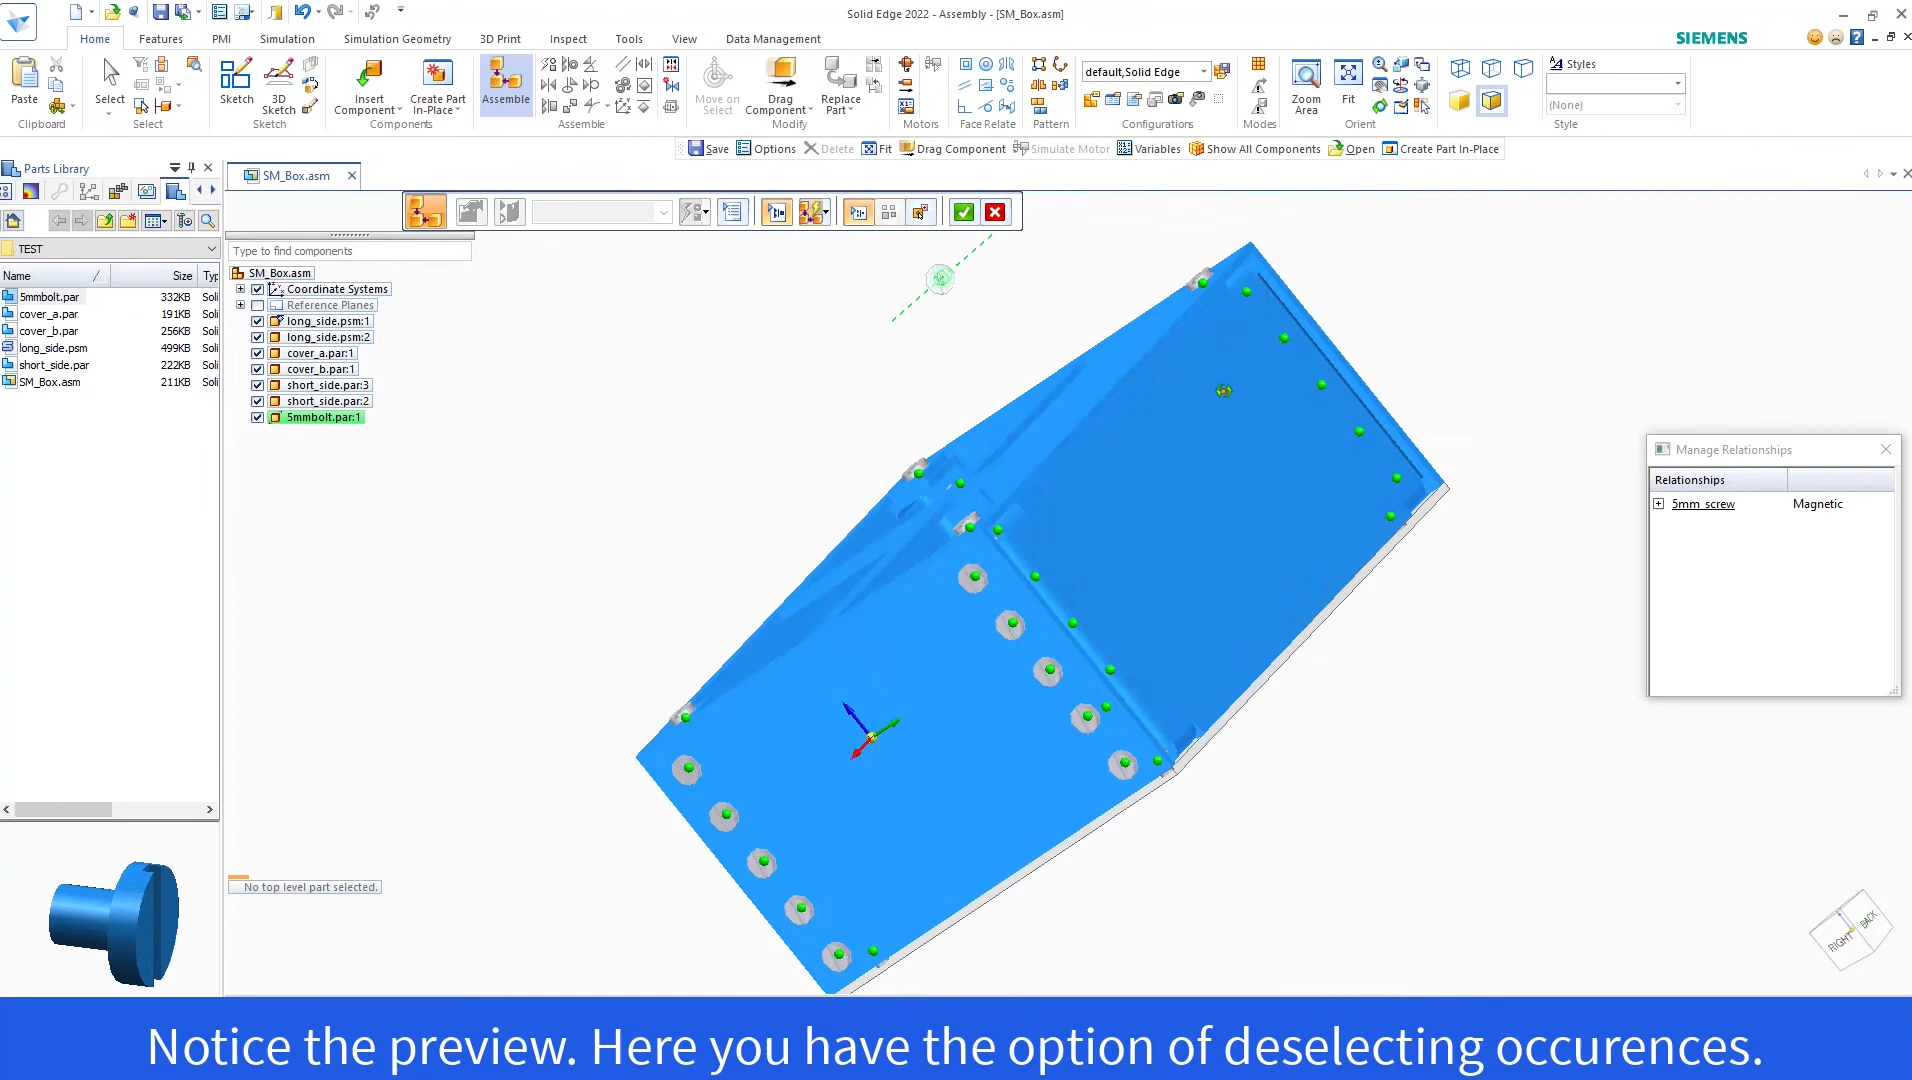 Solid Edge 2022 - Assembly - [SM_Box.asm]
Home Features PMI Simulation Simulation Geometry 3D Print Inspect Tools View Data Management
SIEMENS
Paste Select Sketch 3D Sketch Insert Component Create Part In-Place Assemble Move on Select Drag Component Replace Part Zoom Area Fit
default,Solid Edge
Styles
(None)
Clipboard Select Sketch Components Assemble Modify Motors Face Relate Pattern Configurations Modes Orient Style
Save Options Delete Fit Drag Component Simulate Motor Variables Show All Components Open Create Part In-Place
Parts Library
SM_Box.asm
TEST
Name Size Typ
5mmbolt.par 332KB Soli
cover_a.par 191KB Soli
cover_b.par 256KB Soli
long_side.psm 499KB Soli
short_side.par 222KB Soli
SM_Box.asm 211KB Soli
Type to find components
SM_Box.asm
Coordinate Systems
Reference Planes
long_side.psm:1
long_side.psm:2
cover_a.par:1
cover_b.par:1
short_side.par:3
short_side.par:2
5mmbolt.par:1
No top level part selected.
Manage Relationships
Relationships
5mm_screw Magnetic
RIGHT BACK
Notice the preview. Here you have the option of deselecting occurences.